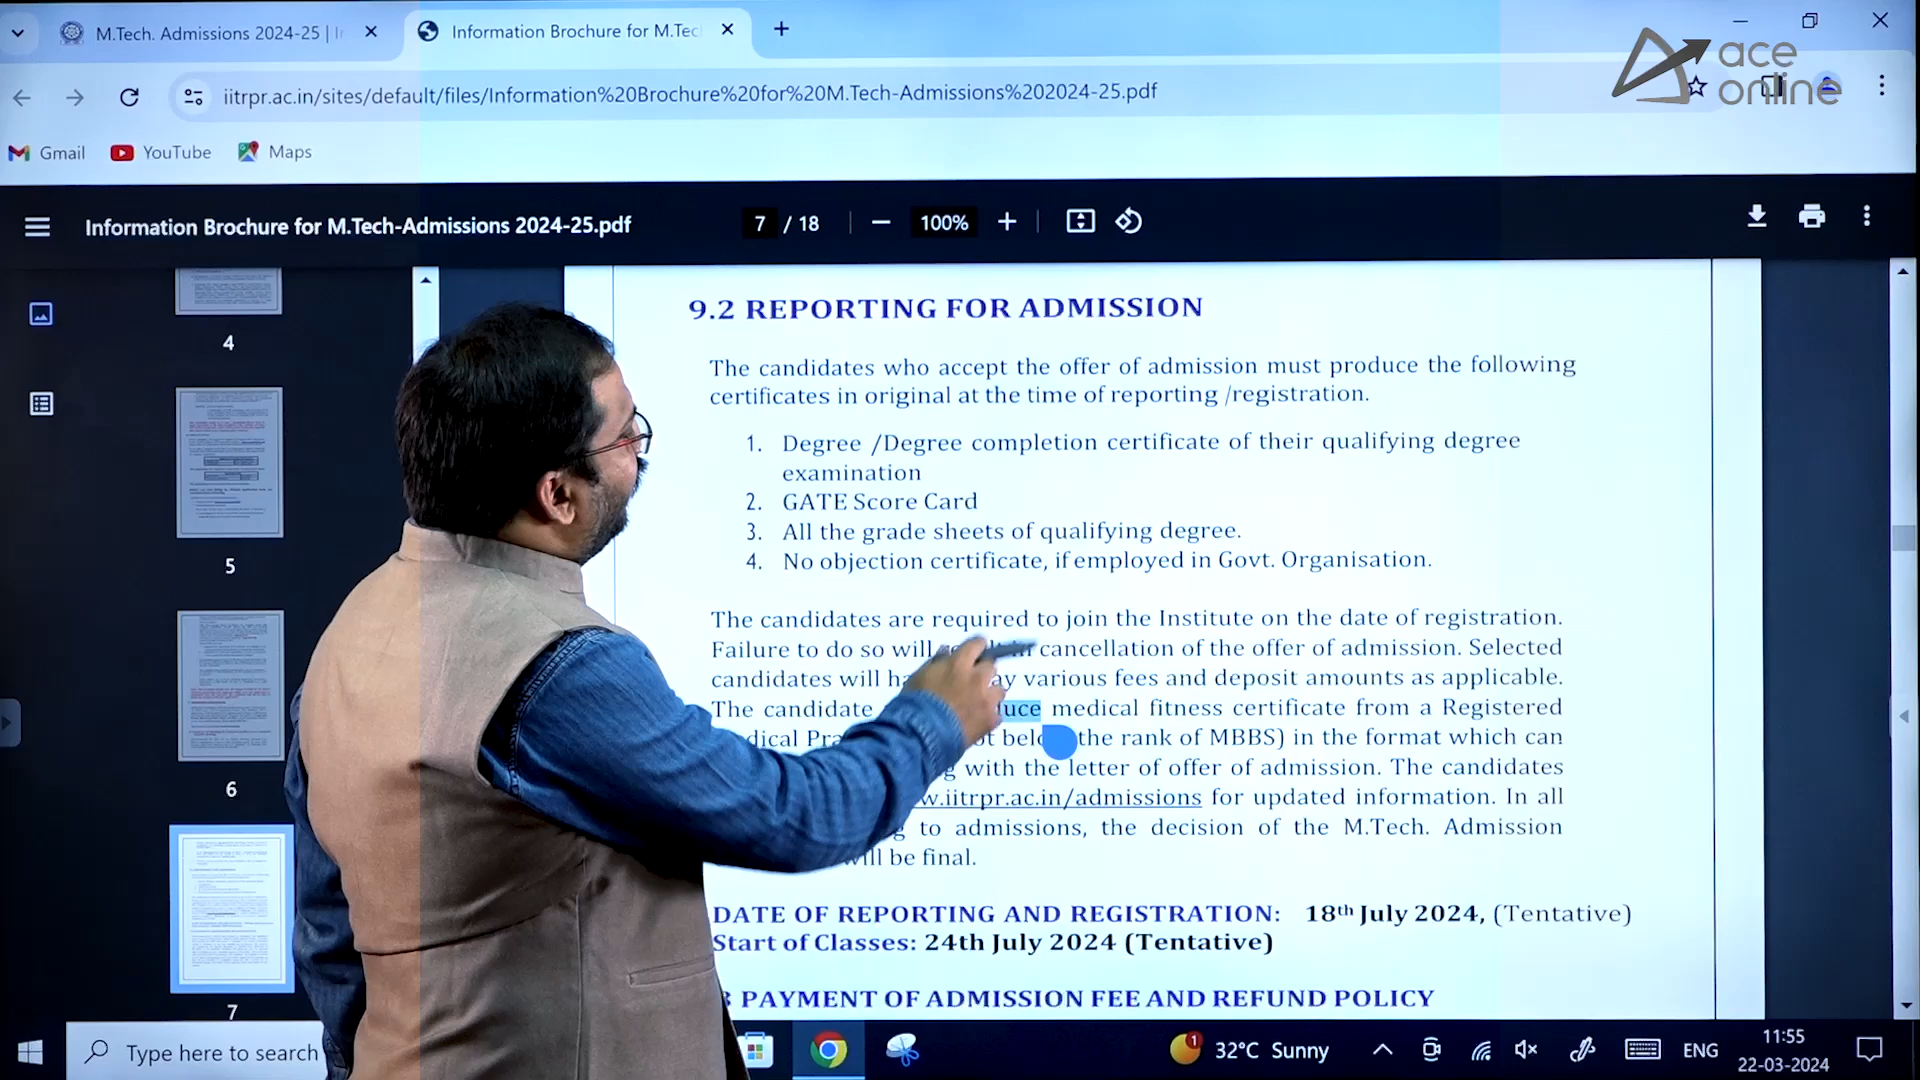 M.Tech. Admissions 2024-25 | I
Information Brochure for M.Tec
ace
online
iitrpr.ac.in/sites/default/files/Information%20Brochure%20for%20M.Tech-Admissions%202024-25.pdf
Gmail
YouTube
Maps
Information Brochure for M.Tech-Admissions 2024-25.pdf
7 / 18
100%
4
5
6
7
9.2 REPORTING FOR ADMISSION
The candidates who accept the offer of admission must produce the following
certificates in original at the time of reporting /registration.
1. Degree /Degree completion certificate of their qualifying degree
examination
2. GATE Score Card
3. All the grade sheets of qualifying degree.
4. No objection certificate, if employed in Govt. Organisation.
The candidates are required to join the Institute on the date of registration.
Failure to do so will in cancellation of the offer of admission. Selected
candidates will various fees and deposit amounts as applicable.
The candidate medical fitness certificate from a Registered
the rank of MBBS) in the format which can
with the letter of offer of admission. The candidates
w.iitrpr.ac.in/admissions for updated information. In all
to admissions, the decision of the M.Tech. Admission
will be final.
DATE OF REPORTING AND REGISTRATION: 18th July 2024, (Tentative)
Start of Classes: 24th July 2024 (Tentative)
PAYMENT OF ADMISSION FEE AND REFUND POLICY
Type here to search
1
32°C Sunny
ENG
11:55
22-03-2024